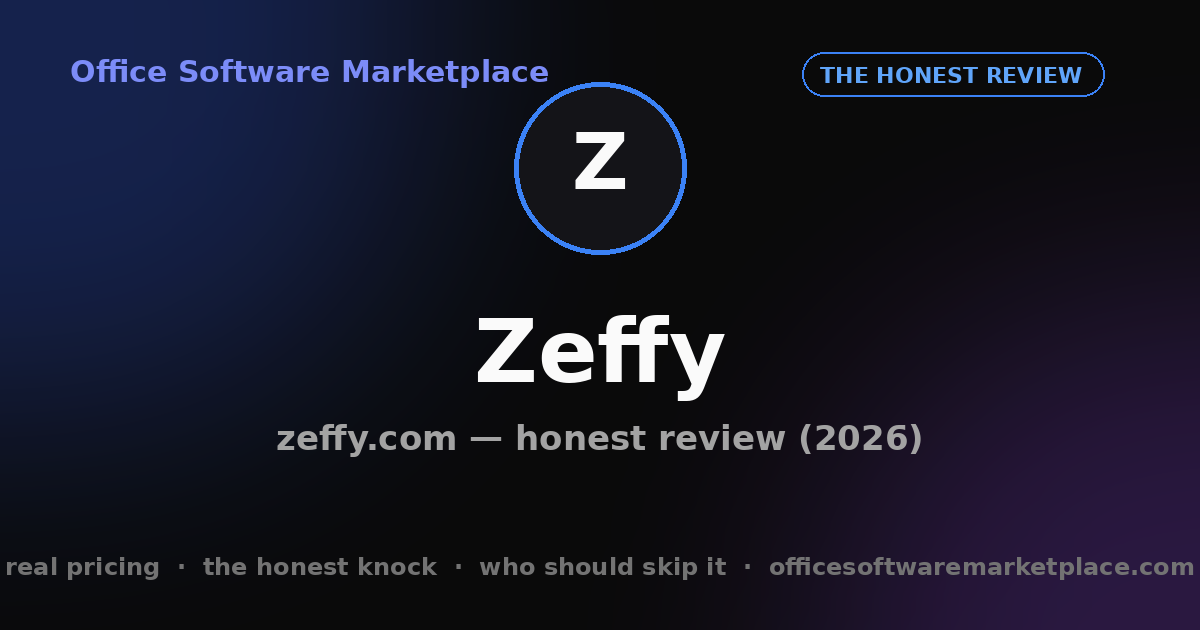 Office Software Marketplace
THE HONEST REVIEW
Z
Zeffy
zeffy.com — honest review (2026)
real pricing · the honest knock · who should skip it · officesoftwaremarketplace.com